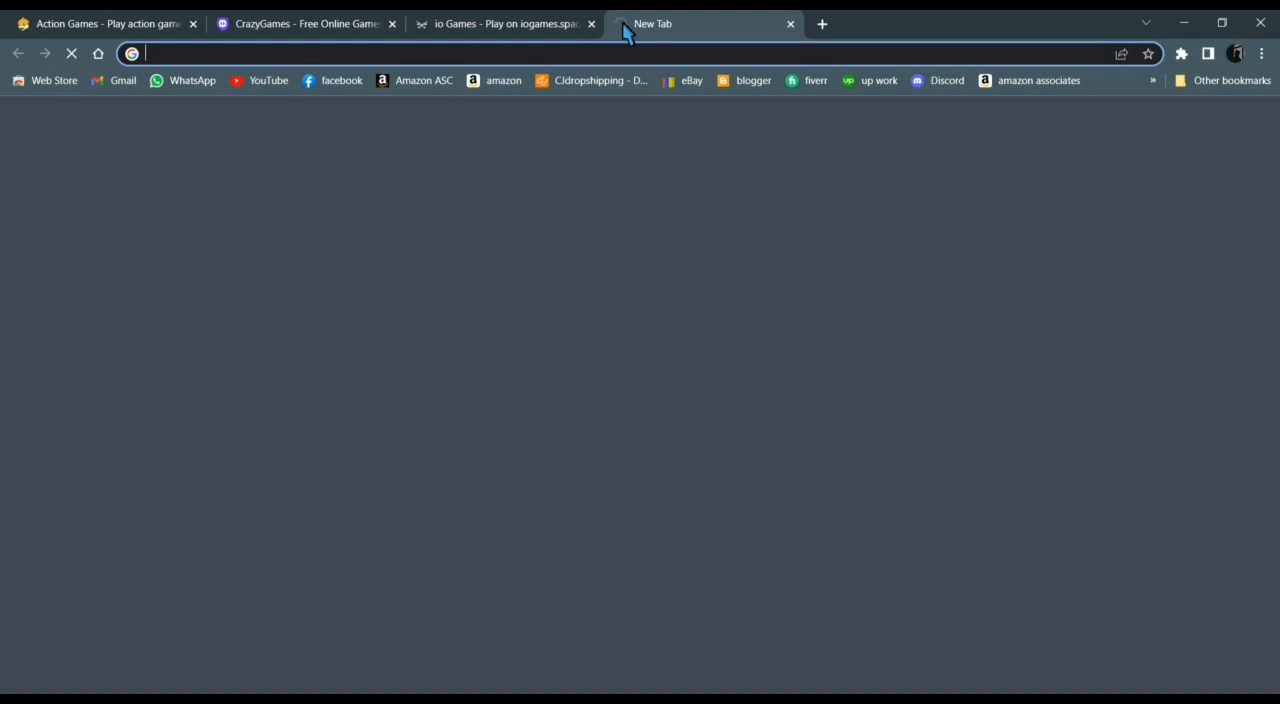 Action Games - Play action game
CrazyGames - Free Online Game
io Games - Play on iogames.spac
New Tab
Web Store
Gmail
WhatsApp
YouTube
facebook
Amazon ASC
amazon
CJdropshipping - D...
eBay
blogger
fiverr
up work
Discord
amazon associates
»
Other bookmarks